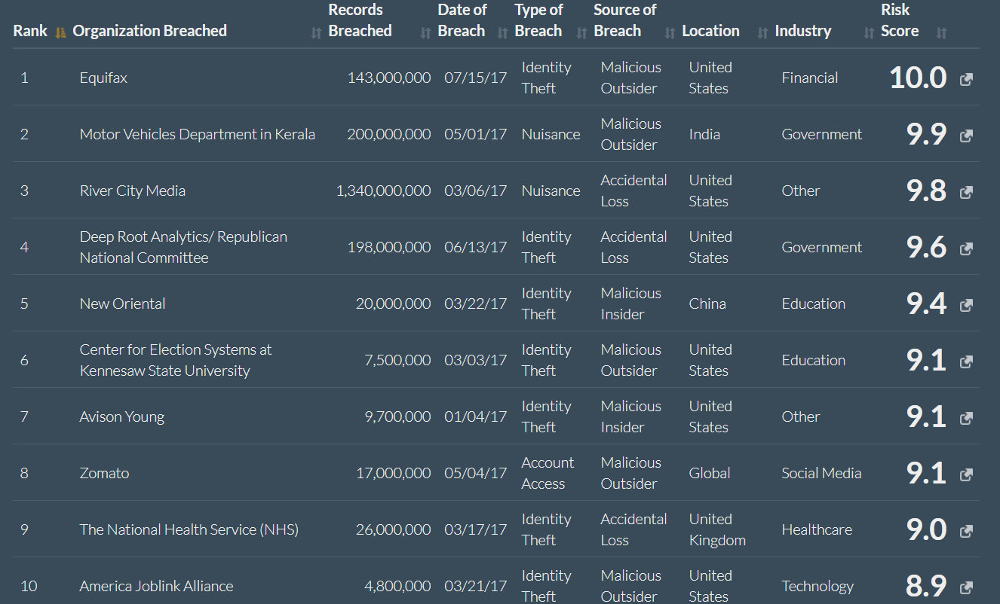 Rank Organization Breached Records Breached Date of Breach Type of Breach Source of Breach Location Industry Risk Score
1 Equifax 143,000,000 07/15/17 Identity Theft Malicious Outsider United States Financial 10.0
2 Motor Vehicles Department in Kerala 200,000,000 05/01/17 Nuisance Malicious Outsider India Government 9.9
3 River City Media 1,340,000,000 03/06/17 Nuisance Accidental Loss United States Other 9.8
4 Deep Root Analytics/ Republican National Committee 198,000,000 06/13/17 Identity Theft Accidental Loss United States Government 9.6
5 New Oriental 20,000,000 03/22/17 Identity Theft Malicious Insider China Education 9.4
6 Center for Election Systems at Kennesaw State University 7,500,000 03/03/17 Identity Theft Malicious Outsider United States Education 9.1
7 Avison Young 9,700,000 01/04/17 Identity Theft Malicious Insider United States Other 9.1
8 Zomato 17,000,000 05/04/17 Account Access Malicious Outsider Global Social Media 9.1
9 The National Health Service (NHS) 26,000,000 03/17/17 Identity Theft Accidental Loss United Kingdom Healthcare 9.0
10 America Joblink Alliance 4,800,000 03/21/17 Identity Theft Malicious Outsider United States Technology 8.9